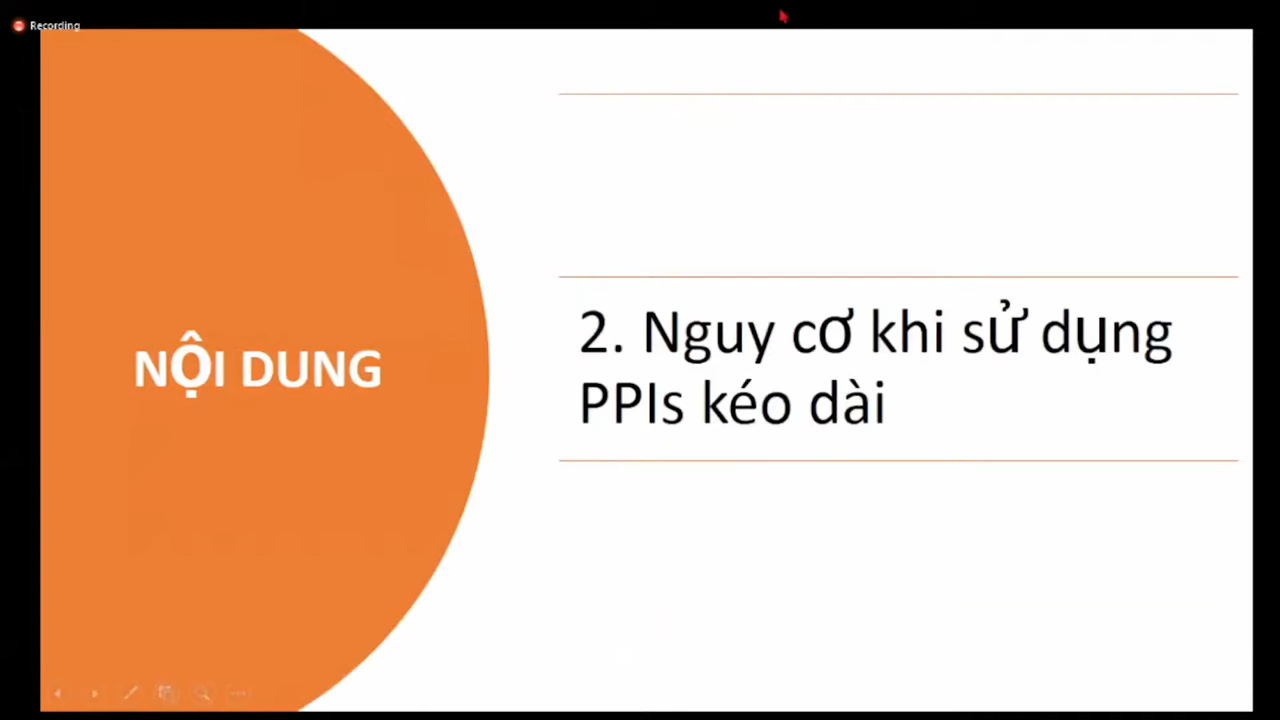 Recording
NỘI DUNG
2. Nguy cơ khi sử dụng
PPIs kéo dài